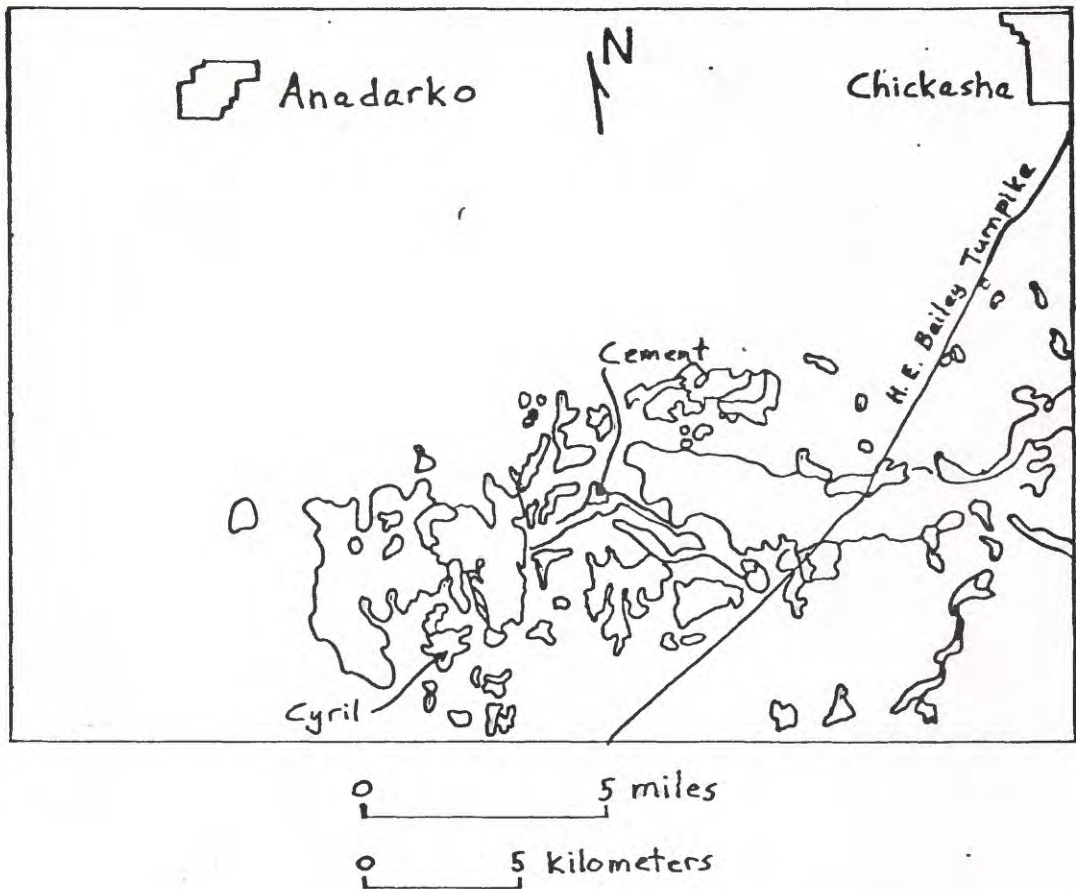 N
Anadarko
Chickasha
H. E. Bailey Turnpike
Cement
Cyril
0 5 miles
0 5 kilometers